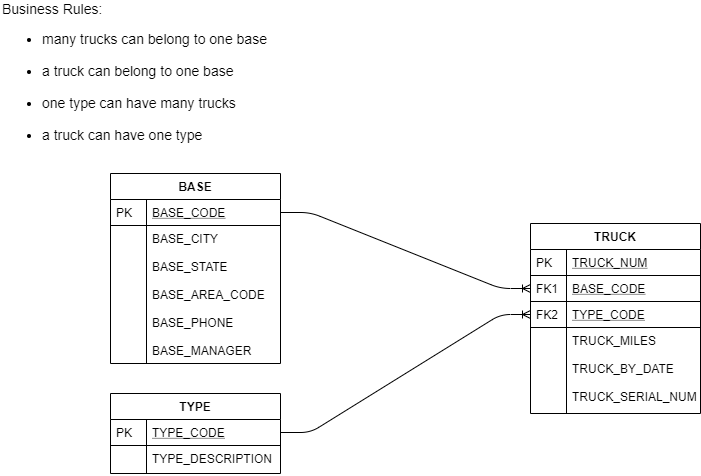 Business Rules:
• many trucks can belong to one base
• a truck can belong to one base
• one type can have many trucks
• a truck can have one type
BASE
PK BASE_CODE
BASE_CITY
BASE_STATE
BASE_AREA_CODE
BASE_PHONE
BASE_MANAGER
TYPE
PK TYPE_CODE
TYPE_DESCRIPTION
TRUCK
PK TRUCK_NUM
FK1 BASE_CODE
FK2 TYPE_CODE
TRUCK_MILES
TRUCK_BY_DATE
TRUCK_SERIAL_NUM